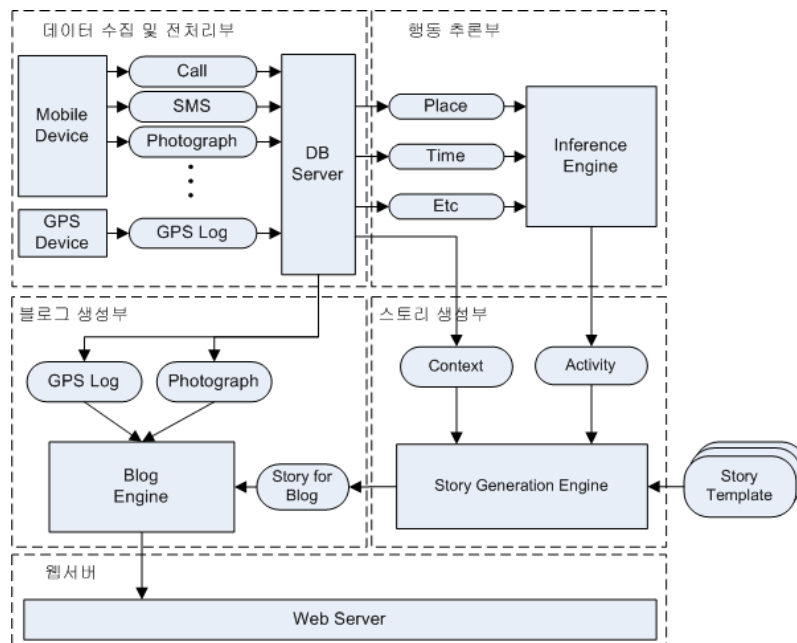 데이터 수집 및 전처리부
Mobile
Device
Call
SMS
Photograph
GPS
Device
GPS Log
DB
Server
행동 추론부
Place
Time
Etc
Inference
Engine
블로그 생성부
GPS Log
Photograph
Blog
Engine
Story for
Blog
스토리 생성부
Context
Activity
Story Generation Engine
Story
Template
웹서버
Web Server